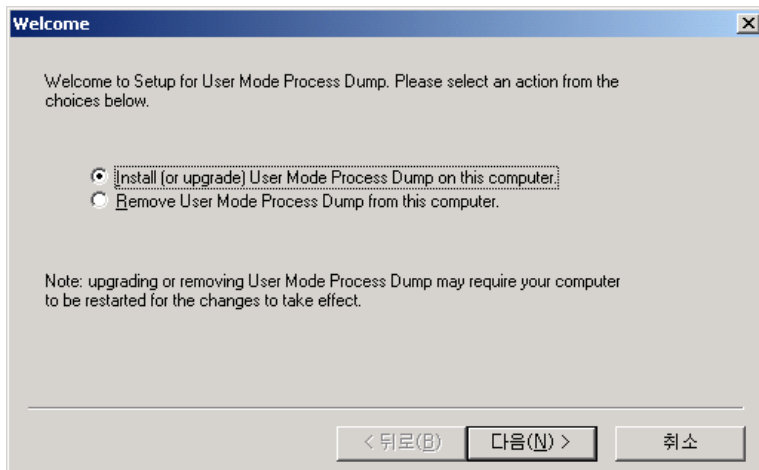 Welcome
Welcome to Setup for User Mode Process Dump. Please select an action from the
choices below.
Install (or upgrade) User Mode Process Dump on this computer.
Remove User Mode Process Dump from this computer.
Note: upgrading or removing User Mode Process Dump may require your computer
to be restarted for the changes to take effect.
< 뒤로(B) 다음(N) > 취소